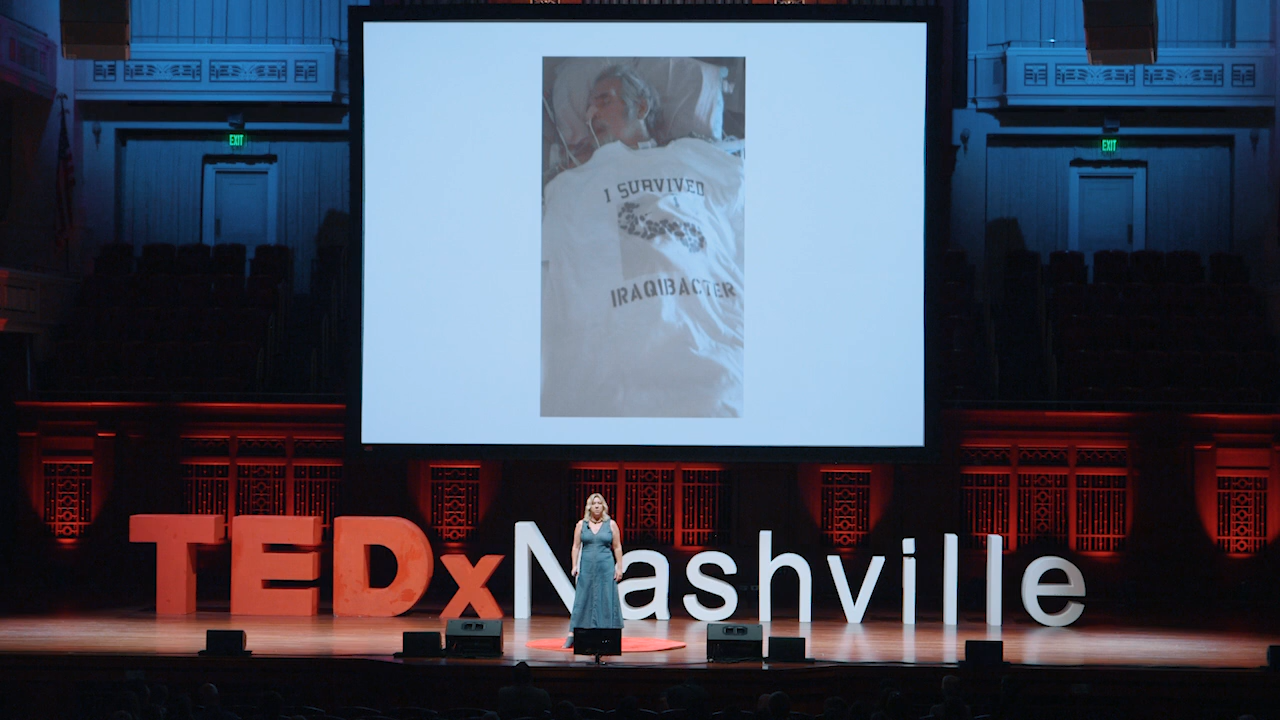 EXIT
EXIT
I SURVIVED
IRAQIBACTER
TEDxNashville